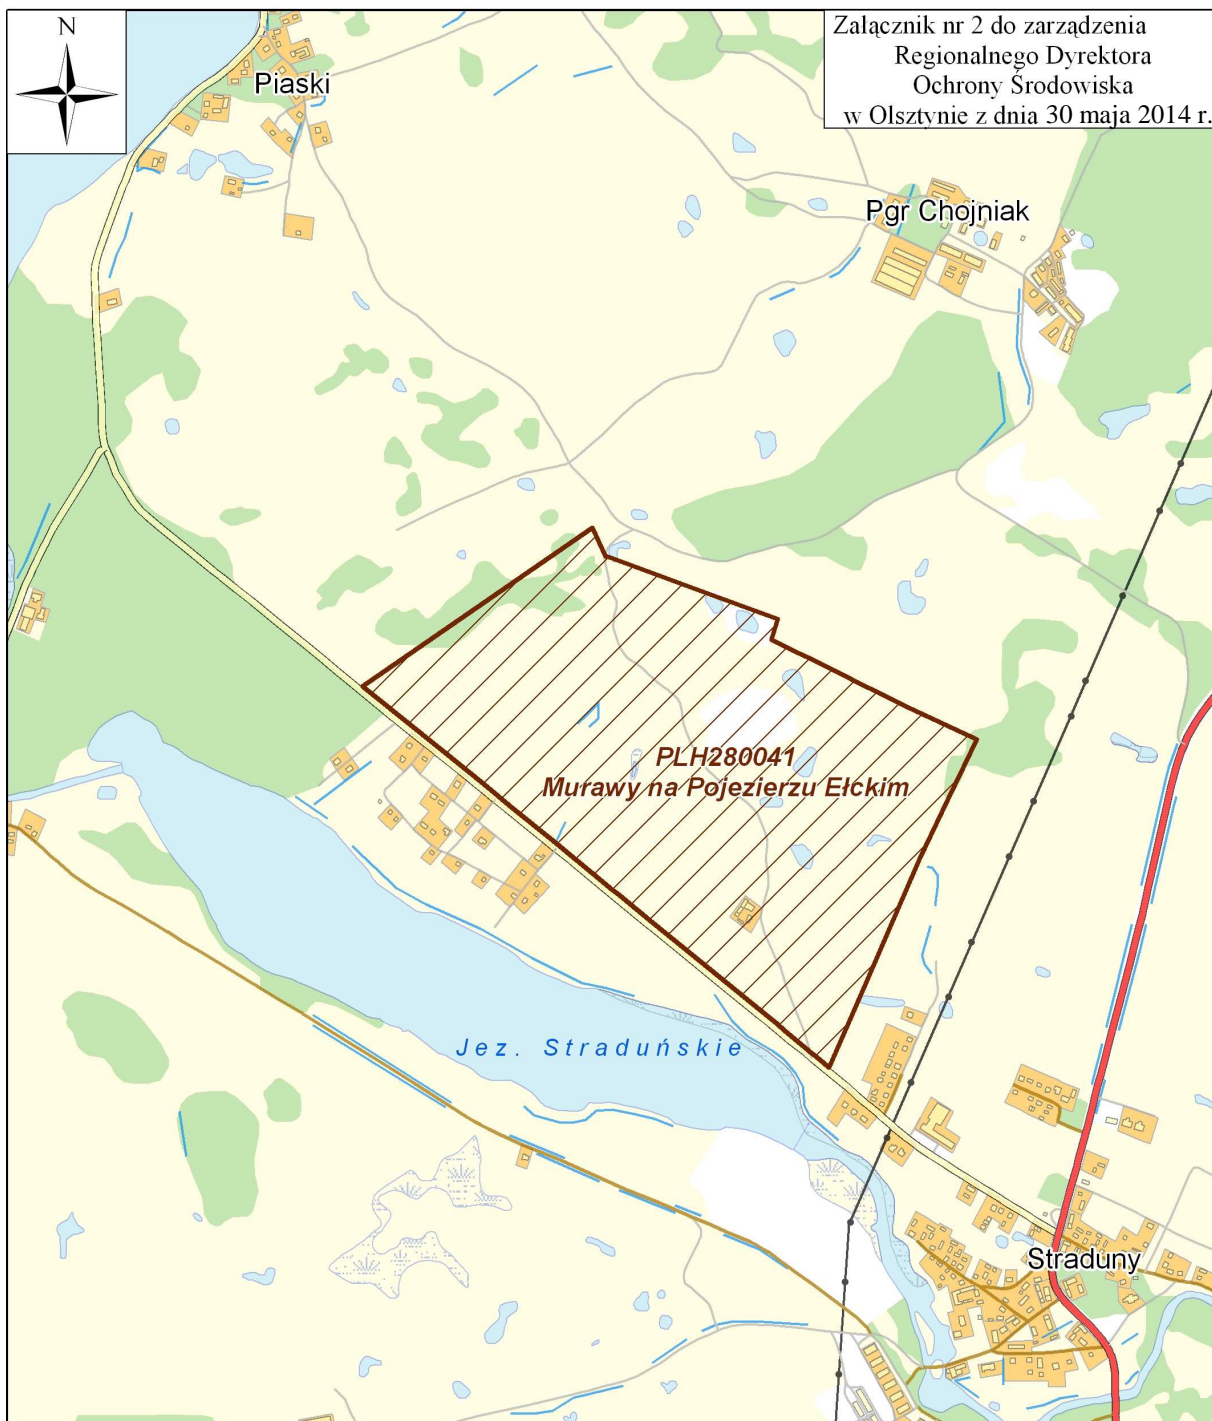 N
Załącznik nr 2 do zarządzenia
Regionalnego Dyrektora
Ochrony Środowiska
w Olsztynie z dnia 30 maja 2014 r.
Piaski
Pgr Chojniak
PLH280041
Murawy na Pojezierzu Ełckim
Jez. Straduńskie
Straduny